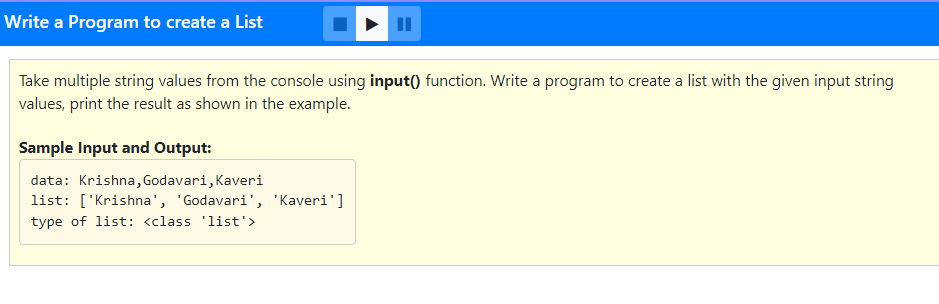 Write a Program to create a List
Take multiple string values from the console using input() function. Write a program to create a list with the given input string
values, print the result as shown in the example.
Sample Input and Output:
data: Krishna,Godavari,Kaveri
list: ['Krishna', 'Godavari', 'Kaveri']
type of list: <class 'list'>